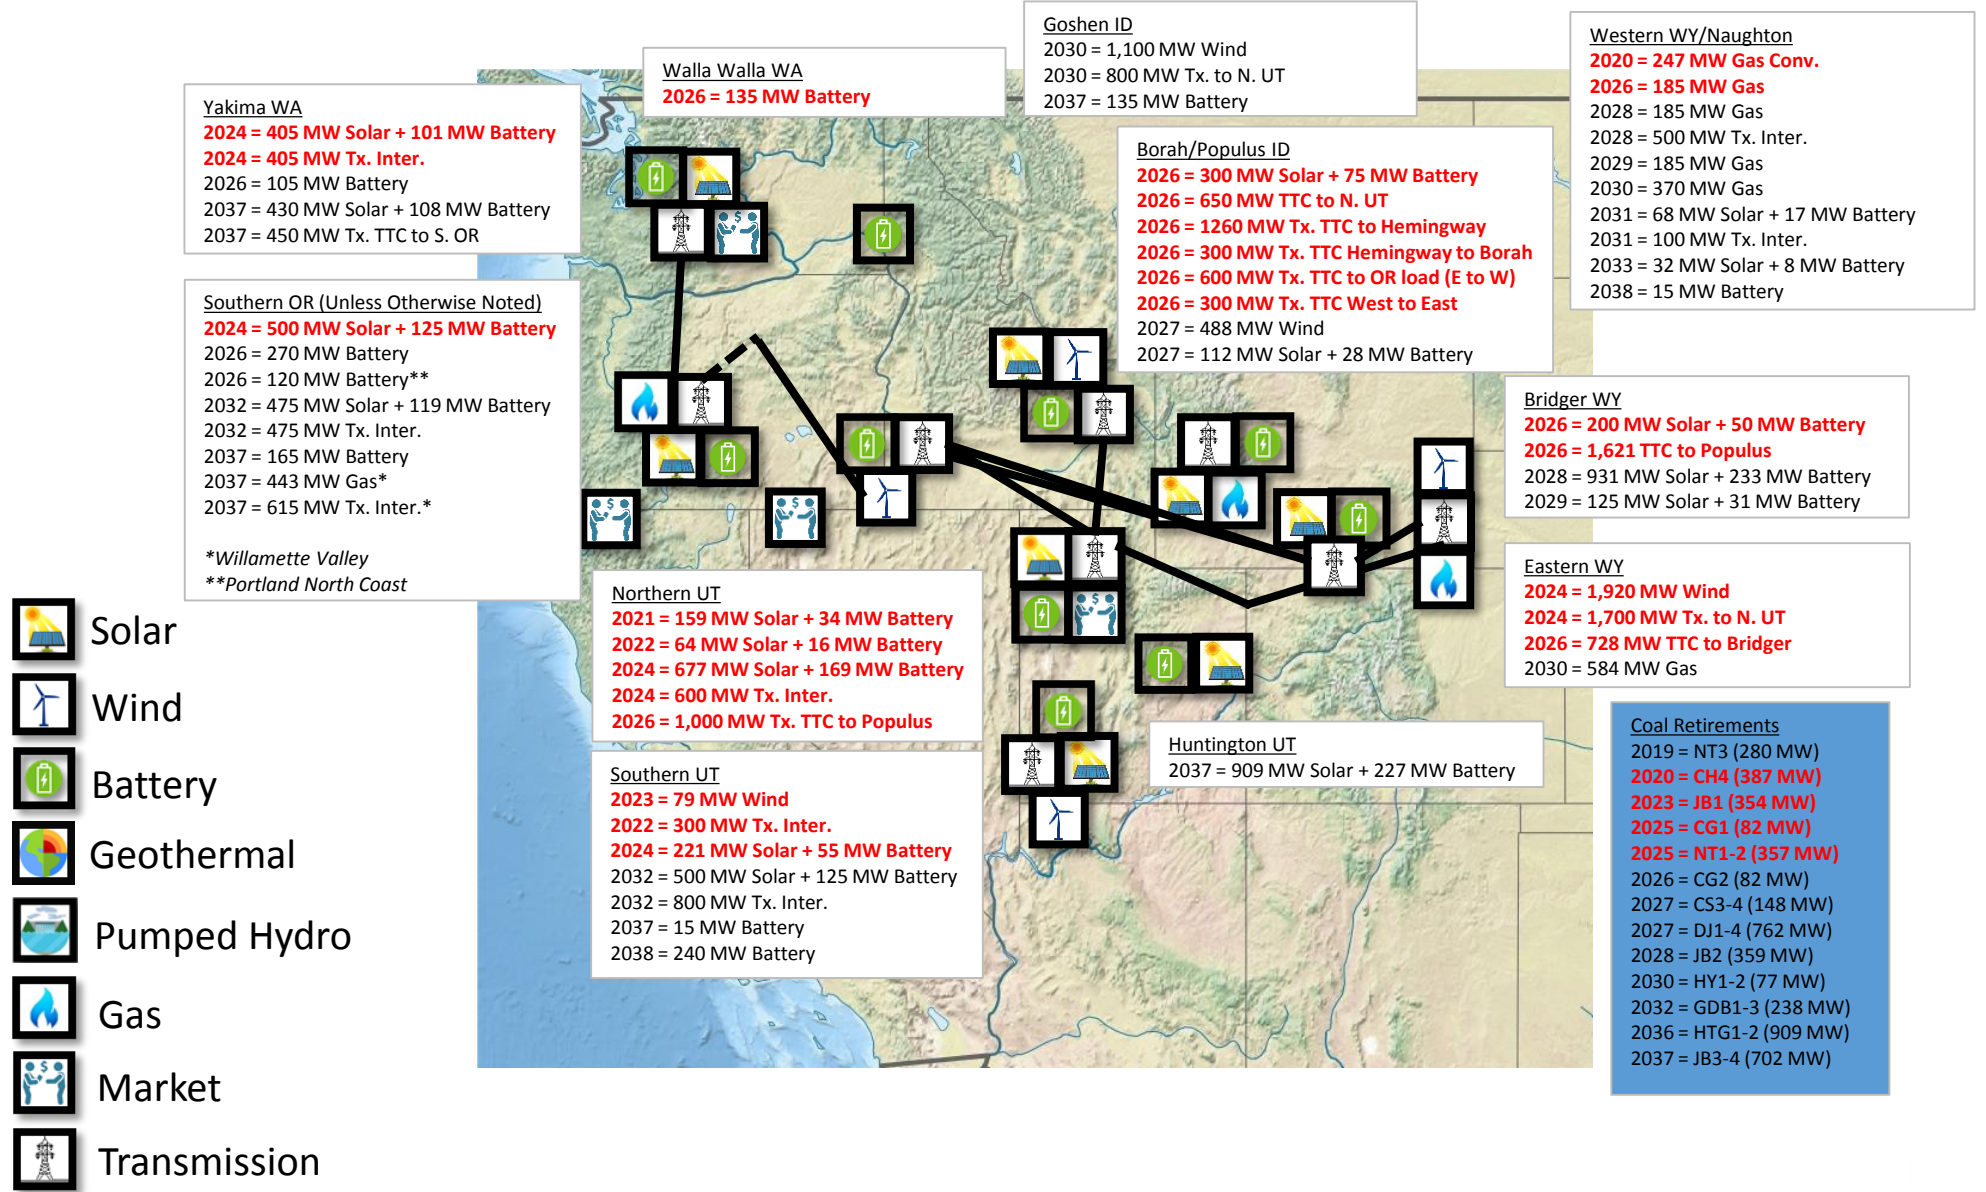 Goshen ID
2030 = 1,100 MW Wind
2030 = 800 MW Tx. to N. UT
2037 = 135 MW Battery
Western WY/Naughton
2020 = 247 MW Gas Conv.
2026 = 185 MW Gas
2028 = 185 MW Gas
2028 = 500 MW Tx. Inter.
2029 = 185 MW Gas
2030 = 370 MW Gas
2031 = 68 MW Solar + 17 MW Battery
2031 = 100 MW Tx. Inter.
2033 = 32 MW Solar + 8 MW Battery
2038 = 15 MW Battery
Walla Walla WA
2026 = 135 MW Battery
Yakima WA
2024 = 405 MW Solar + 101 MW Battery
2024 = 405 MW Tx. Inter.
2026 = 105 MW Battery
2037 = 430 MW Solar + 108 MW Battery
2037 = 450 MW Tx. TTC to S. OR
Borah/Populus ID
2026 = 300 MW Solar + 75 MW Battery
2026 = 650 MW TTC to N. UT
2026 = 1260 MW Tx. TTC to Hemingway
2026 = 300 MW Tx. TTC Hemingway to Borah
2026 = 600 MW Tx. TTC to OR load (E to W)
2026 = 300 MW Tx. TTC West to East
2027 = 488 MW Wind
2027 = 112 MW Solar + 28 MW Battery
Southern OR (Unless Otherwise Noted)
2024 = 500 MW Solar + 125 MW Battery
2026 = 270 MW Battery
2026 = 120 MW Battery**
2032 = 475 MW Solar + 119 MW Battery
2032 = 475 MW Tx. Inter.
2037 = 165 MW Battery
2037 = 443 MW Gas*
2037 = 615 MW Tx. Inter.*
*Willamette Valley
**Portland North Coast
Bridger WY
2026 = 200 MW Solar + 50 MW Battery
2026 = 1,621 TTC to Populus
2028 = 931 MW Solar + 233 MW Battery
2029 = 125 MW Solar + 31 MW Battery
Eastern WY
2024 = 1,920 MW Wind
2024 = 1,700 MW Tx. to N. UT
2026 = 728 MW TTC to Bridger
2030 = 584 MW Gas
Northern UT
2021 = 159 MW Solar + 34 MW Battery
2022 = 64 MW Solar + 16 MW Battery
2024 = 677 MW Solar + 169 MW Battery
2024 = 600 MW Tx. Inter.
2026 = 1,000 MW Tx. TTC to Populus
Southern UT
2023 = 79 MW Wind
2022 = 300 MW Tx. Inter.
2024 = 221 MW Solar + 55 MW Battery
2032 = 500 MW Solar + 125 MW Battery
2032 = 800 MW Tx. Inter.
2037 = 15 MW Battery
2038 = 240 MW Battery
Huntington UT
2037 = 909 MW Solar + 227 MW Battery
Coal Retirements
2019 = NT3 (280 MW)
2020 = CH4 (387 MW)
2023 = JB1 (354 MW)
2025 = CG1 (82 MW)
2025 = NT1-2 (357 MW)
2026 = CG2 (82 MW)
2027 = CS3-4 (148 MW)
2027 = DJ1-4 (762 MW)
2028 = JB2 (359 MW)
2030 = HY1-2 (77 MW)
2032 = GDB1-3 (238 MW)
2036 = HTG1-2 (909 MW)
2037 = JB3-4 (702 MW)
Solar
Wind
Battery
Geothermal
Pumped Hydro
Gas
Market
Transmission